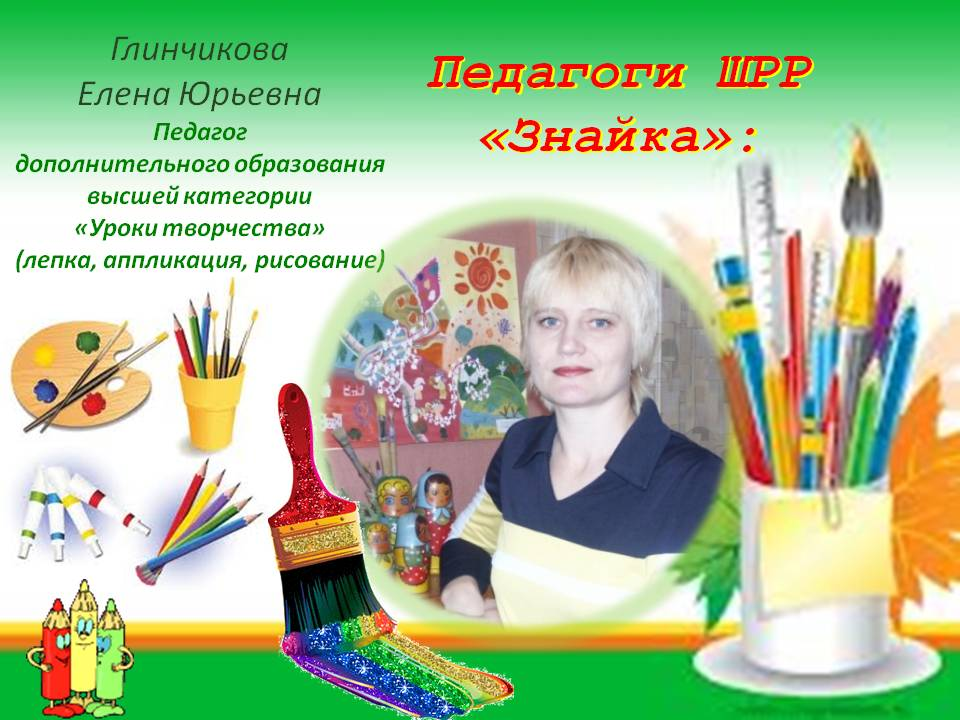 Глинчикова
Елена Юрьевна
Педагог
дополнительного образования
высшей категории
«Уроки творчества»
(лепка, аппликация, рисование)
Педагоги ШРР
«Знайка»: